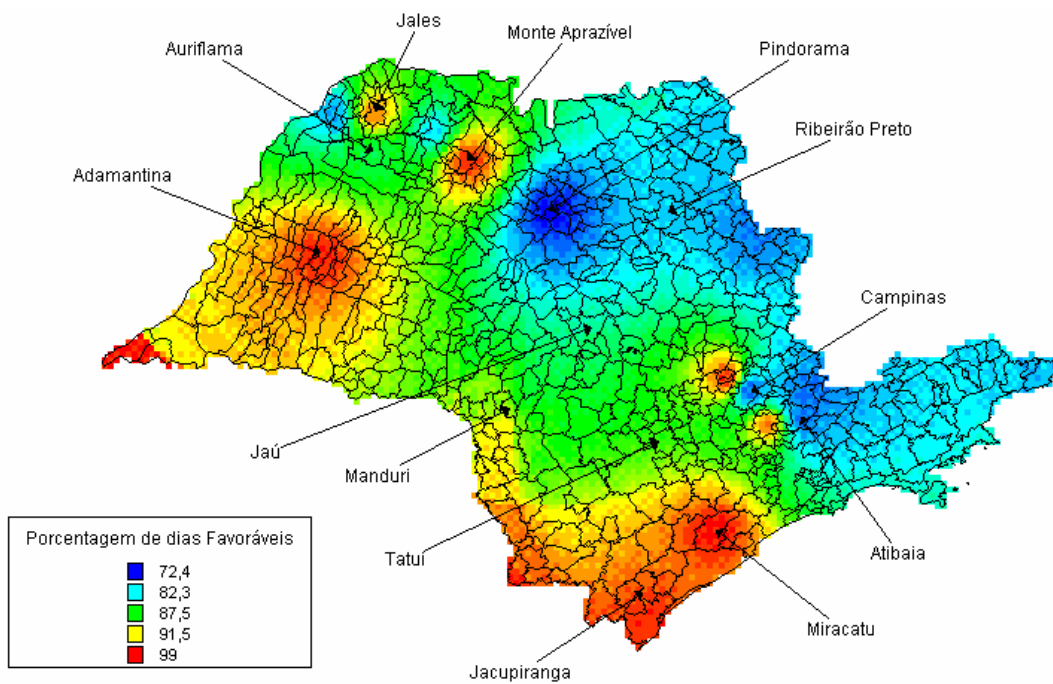 Jales
Monte Aprazível
Auriflama
Pindorama
Ribeirão Preto
Adamantina
Campinas
Jaú
Manduri
Tatuí
Atibaia
Miracatu
Jacupiranga
Porcentagem de dias Favoráveis
72,4
82,3
87,5
91,5
99